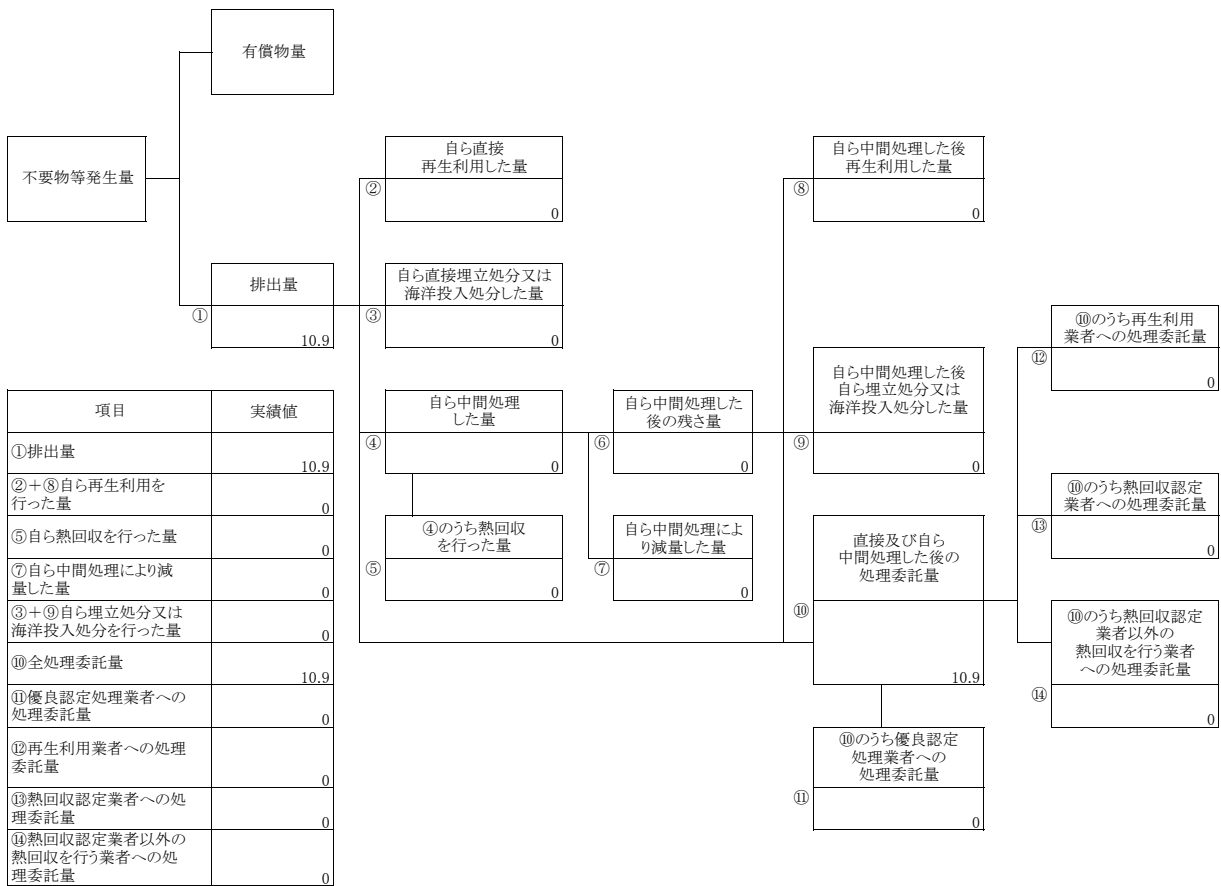 有償物量
不要物等発生量
自ら直接
再生利用した量
②
0
自ら中間処理した後
再生利用した量
⑧
0
排出量
①
10.9
自ら直接埋立処分又は
海洋投入処分した量
③
0
⑩のうち再生利用
業者への処理委託量
⑫
0
自ら中間処理した後
自ら埋立処分又は
海洋投入処分した量
⑨
0
自ら中間処理
した量
④
0
自ら中間処理した
後の残さ量
⑥
0
⑩のうち熱回収認定
業者への処理委託量
⑬
0
④のうち熱回収
を行った量
⑤
0
自ら中間処理によ
り減量した量
⑦
0
直接及び自ら
中間処理した後の
処理委託量
⑩
10.9
⑩のうち熱回収認定
業者以外の
熱回収を行う業者
への処理委託量
⑭
0
⑩のうち優良認定
処理業者への
処理委託量
⑪
0
項目 実績値
①排出量 10.9
②＋⑧自ら再生利用を
行った量 0
⑤自ら熱回収を行った量 0
⑦自ら中間処理により減
量した量 0
③＋⑨自ら埋立処分又は
海洋投入処分を行った量 0
⑩全処理委託量 10.9
⑪優良認定処理業者への
処理委託量 0
⑫再生利用業者への処理
委託量 0
⑬熱回収認定業者への処
理委託量 0
⑭熱回収認定業者以外の
熱回収を行う業者への処
理委託量 0